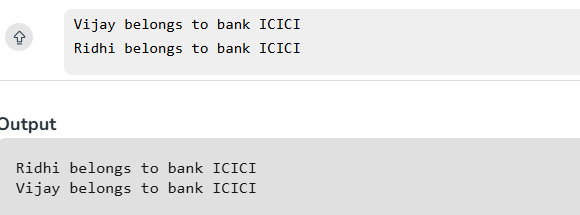 Vijay belongs to bank ICICI
Ridhi belongs to bank ICICI
Output
Ridhi belongs to bank ICICI
Vijay belongs to bank ICICI